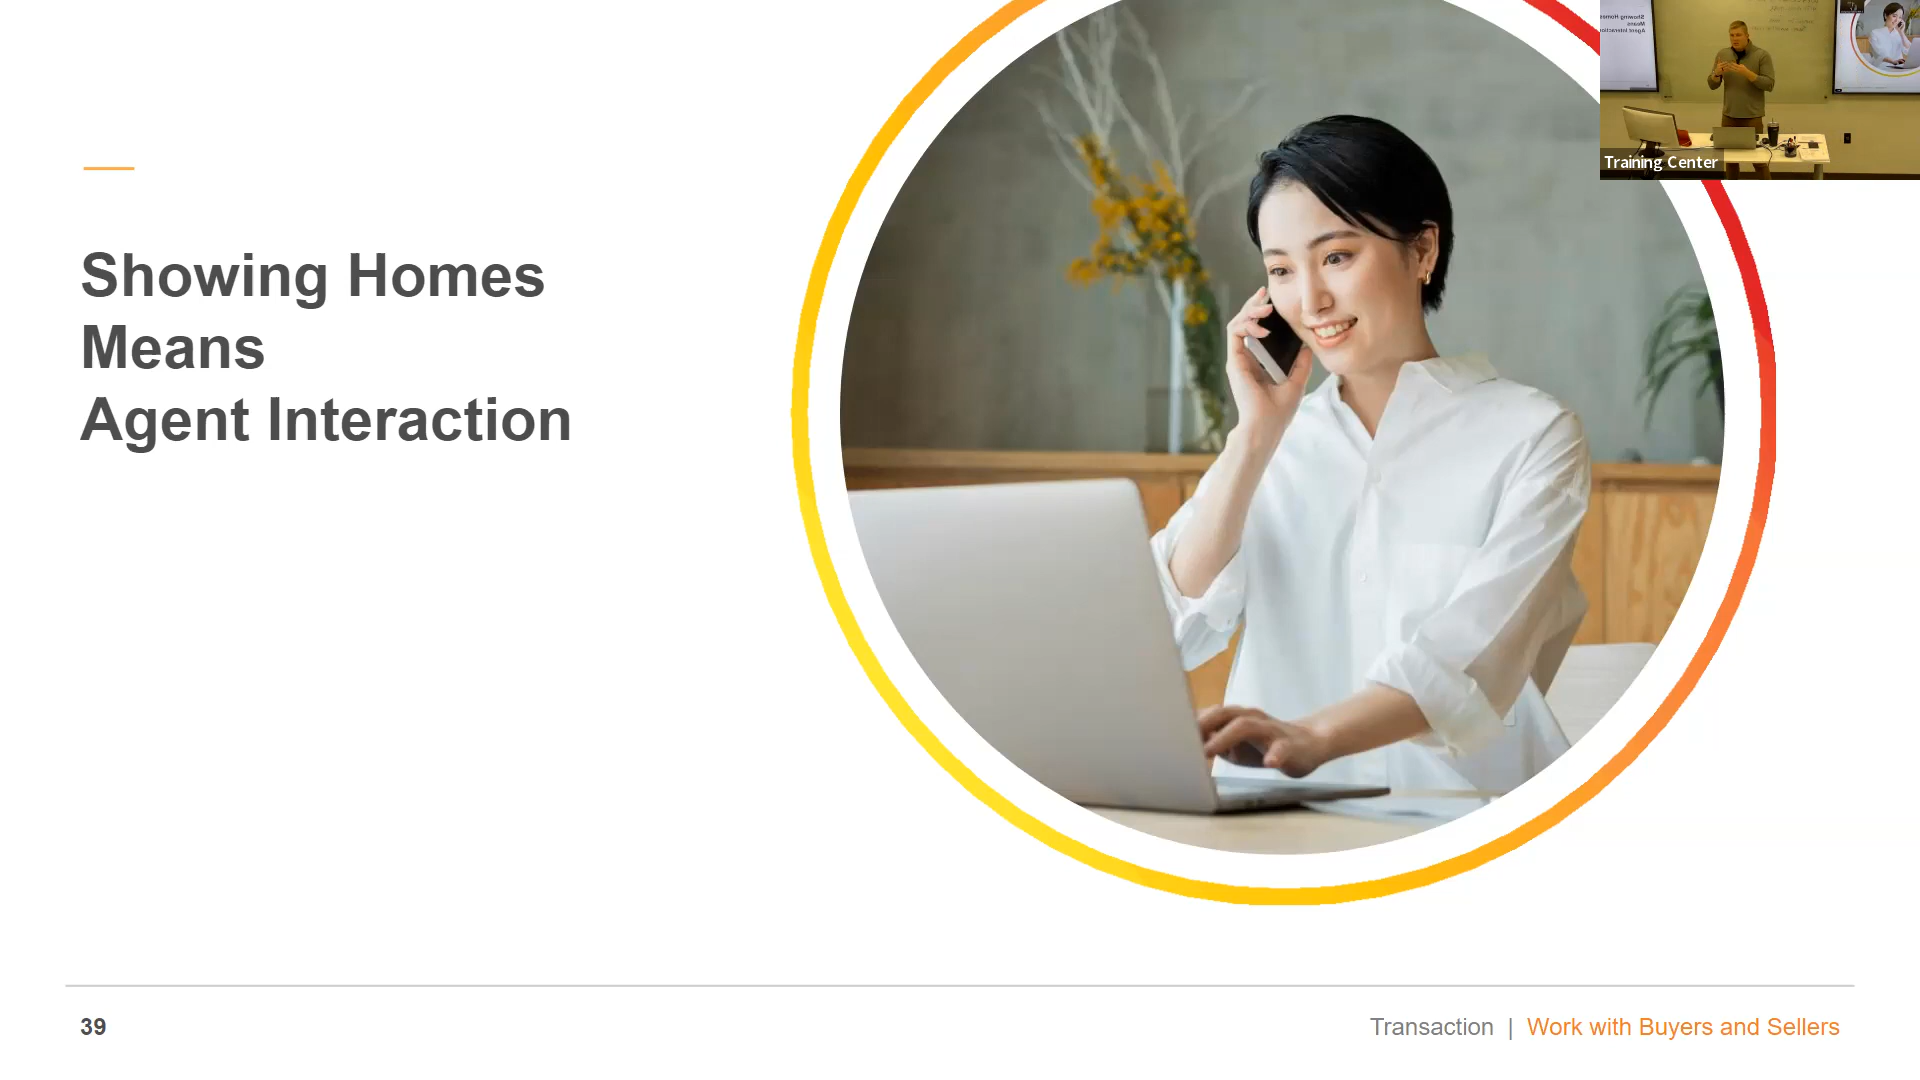 Showing Homes
Means
Agent Interaction
Training Center
39
Transaction | Work with Buyers and Sellers